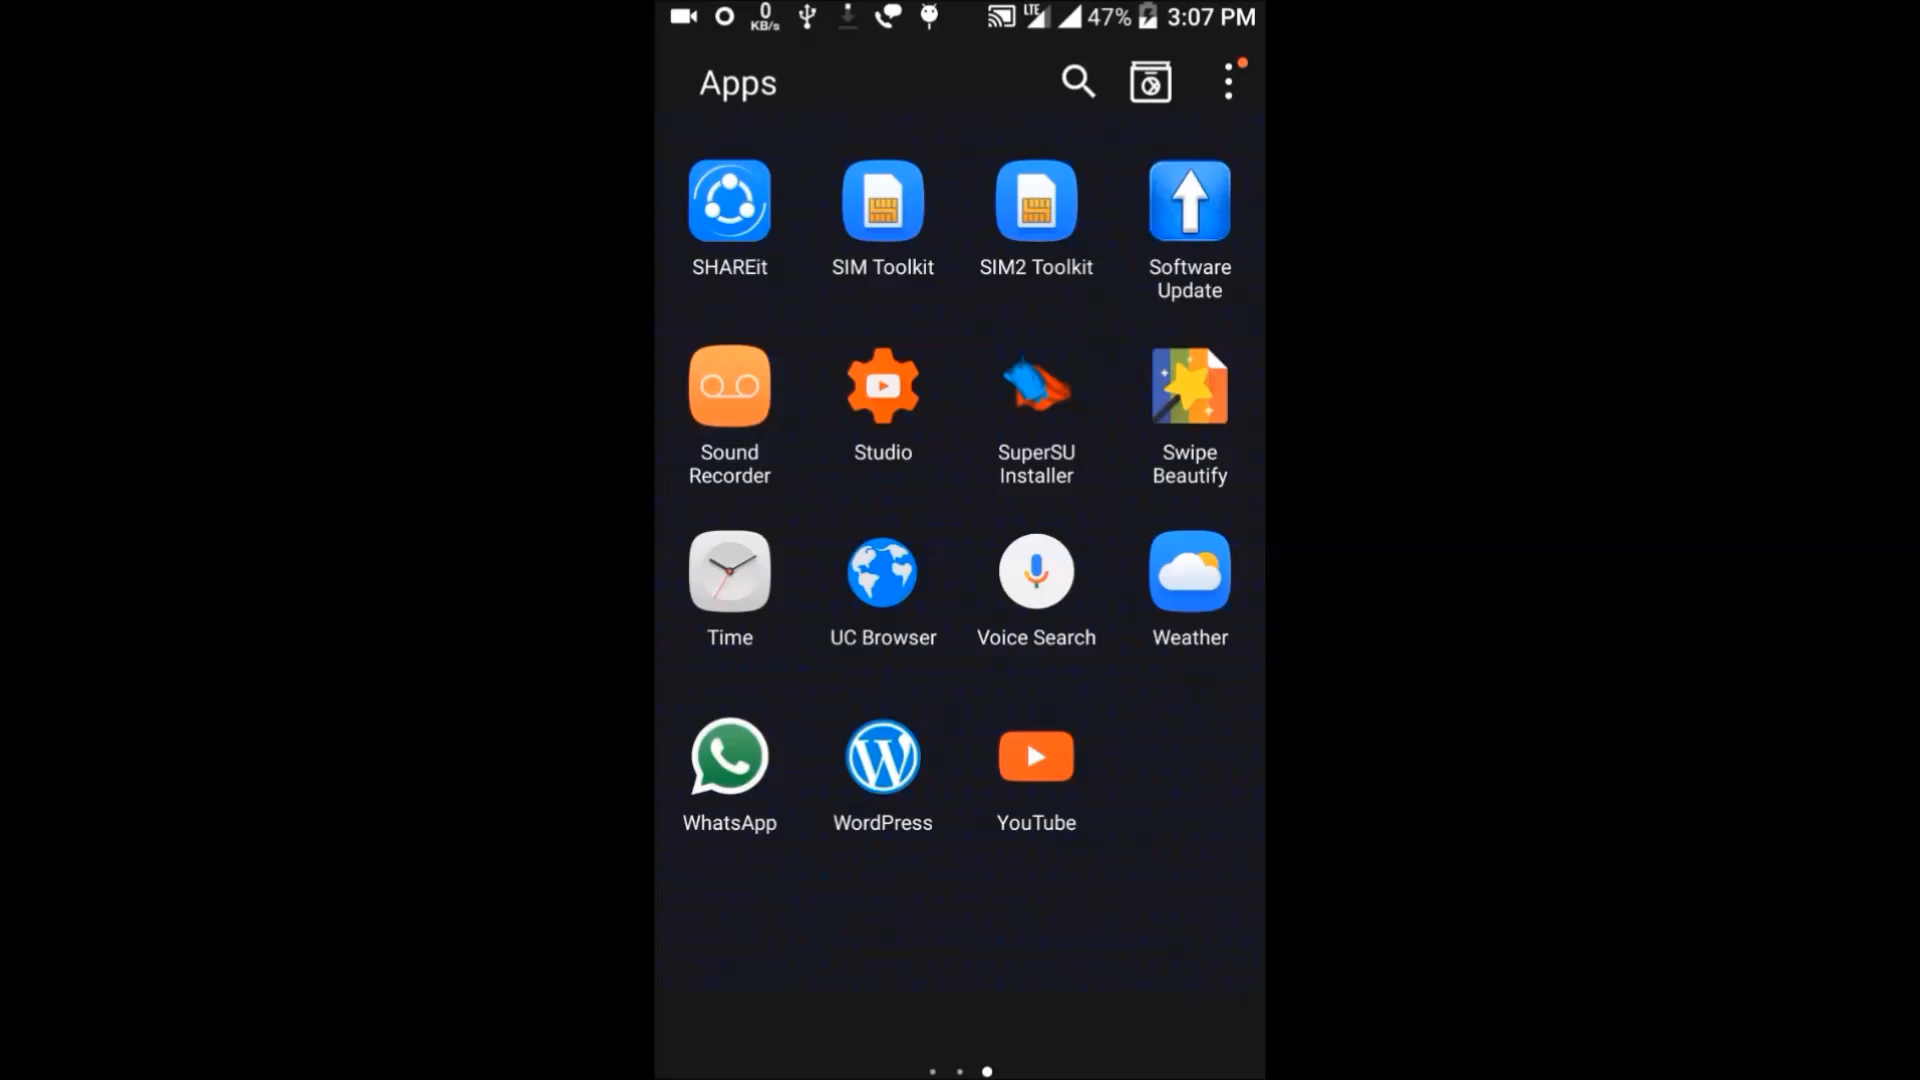 0 KB/s LTE 47% 3:07 PM
Apps
SHAREit SIM Toolkit SIM2 Toolkit Software
Update
Sound Studio SuperSU Swipe
Recorder Installer Beautify
Time UC Browser Voice Search Weather
WhatsApp WordPress YouTube